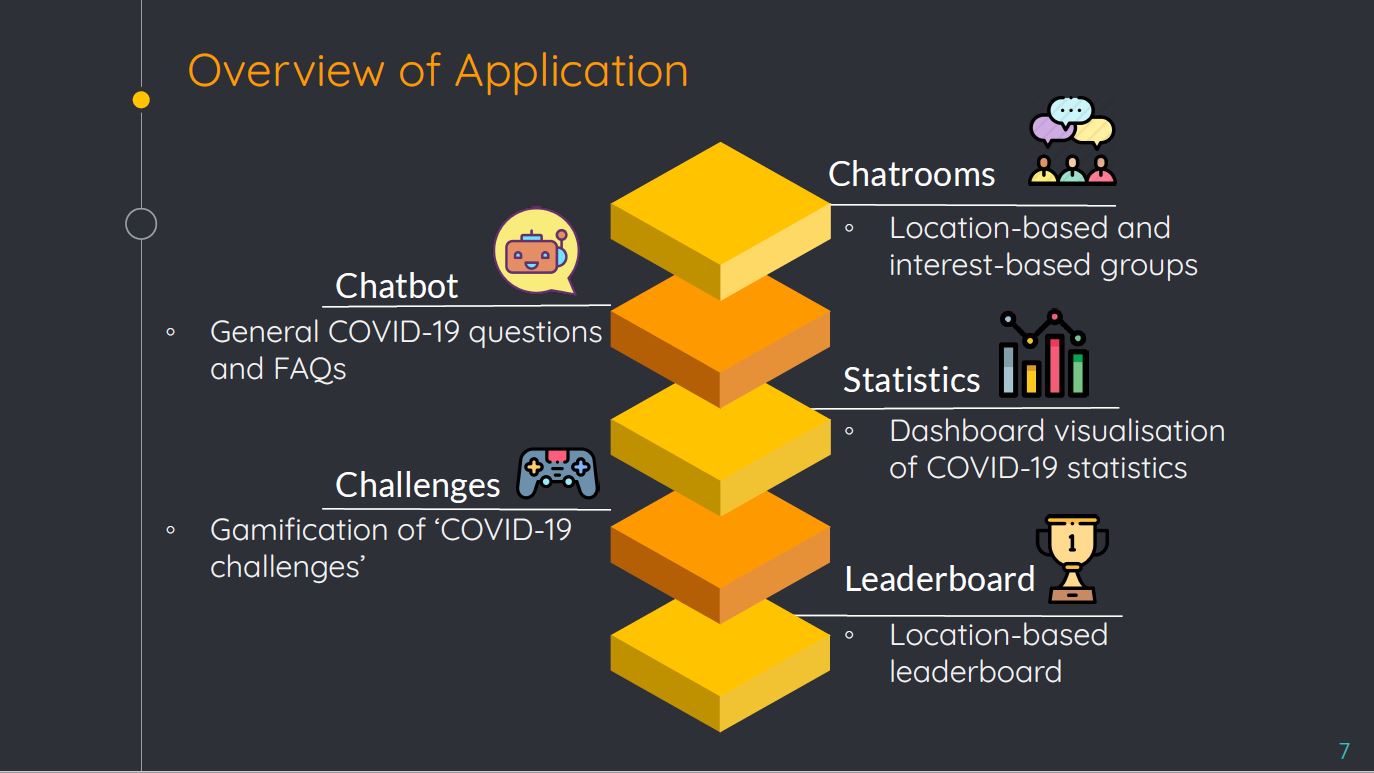 Overview of Application
Chatrooms
◦ Location-based and
interest-based groups
Chatbot
◦ General COVID-19 questions
and FAQs
Statistics
◦ Dashboard visualisation
of COVID-19 statistics
Challenges
◦ Gamification of ‘COVID-19
challenges’
1
Leaderboard
◦ Location-based
leaderboard
7